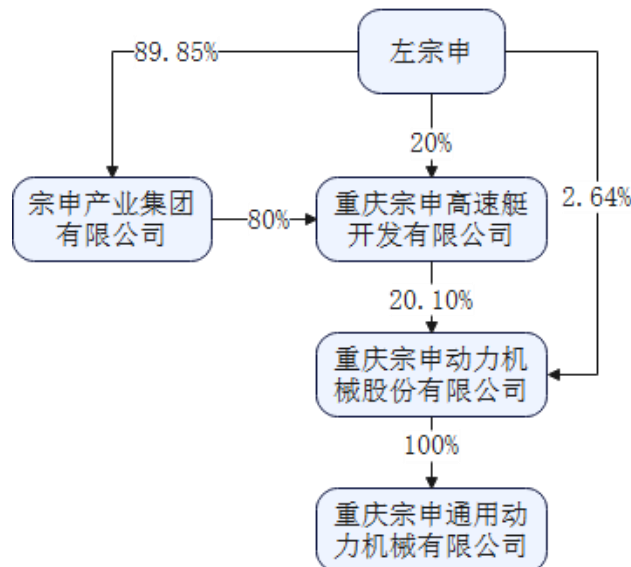 左宗申
89.85%
20%
2.64%
宗申产业集团
有限公司
80%
重庆宗申高速艇
开发有限公司
20.10%
重庆宗申动力机
械股份有限公司
100%
重庆宗申通用动
力机械有限公司